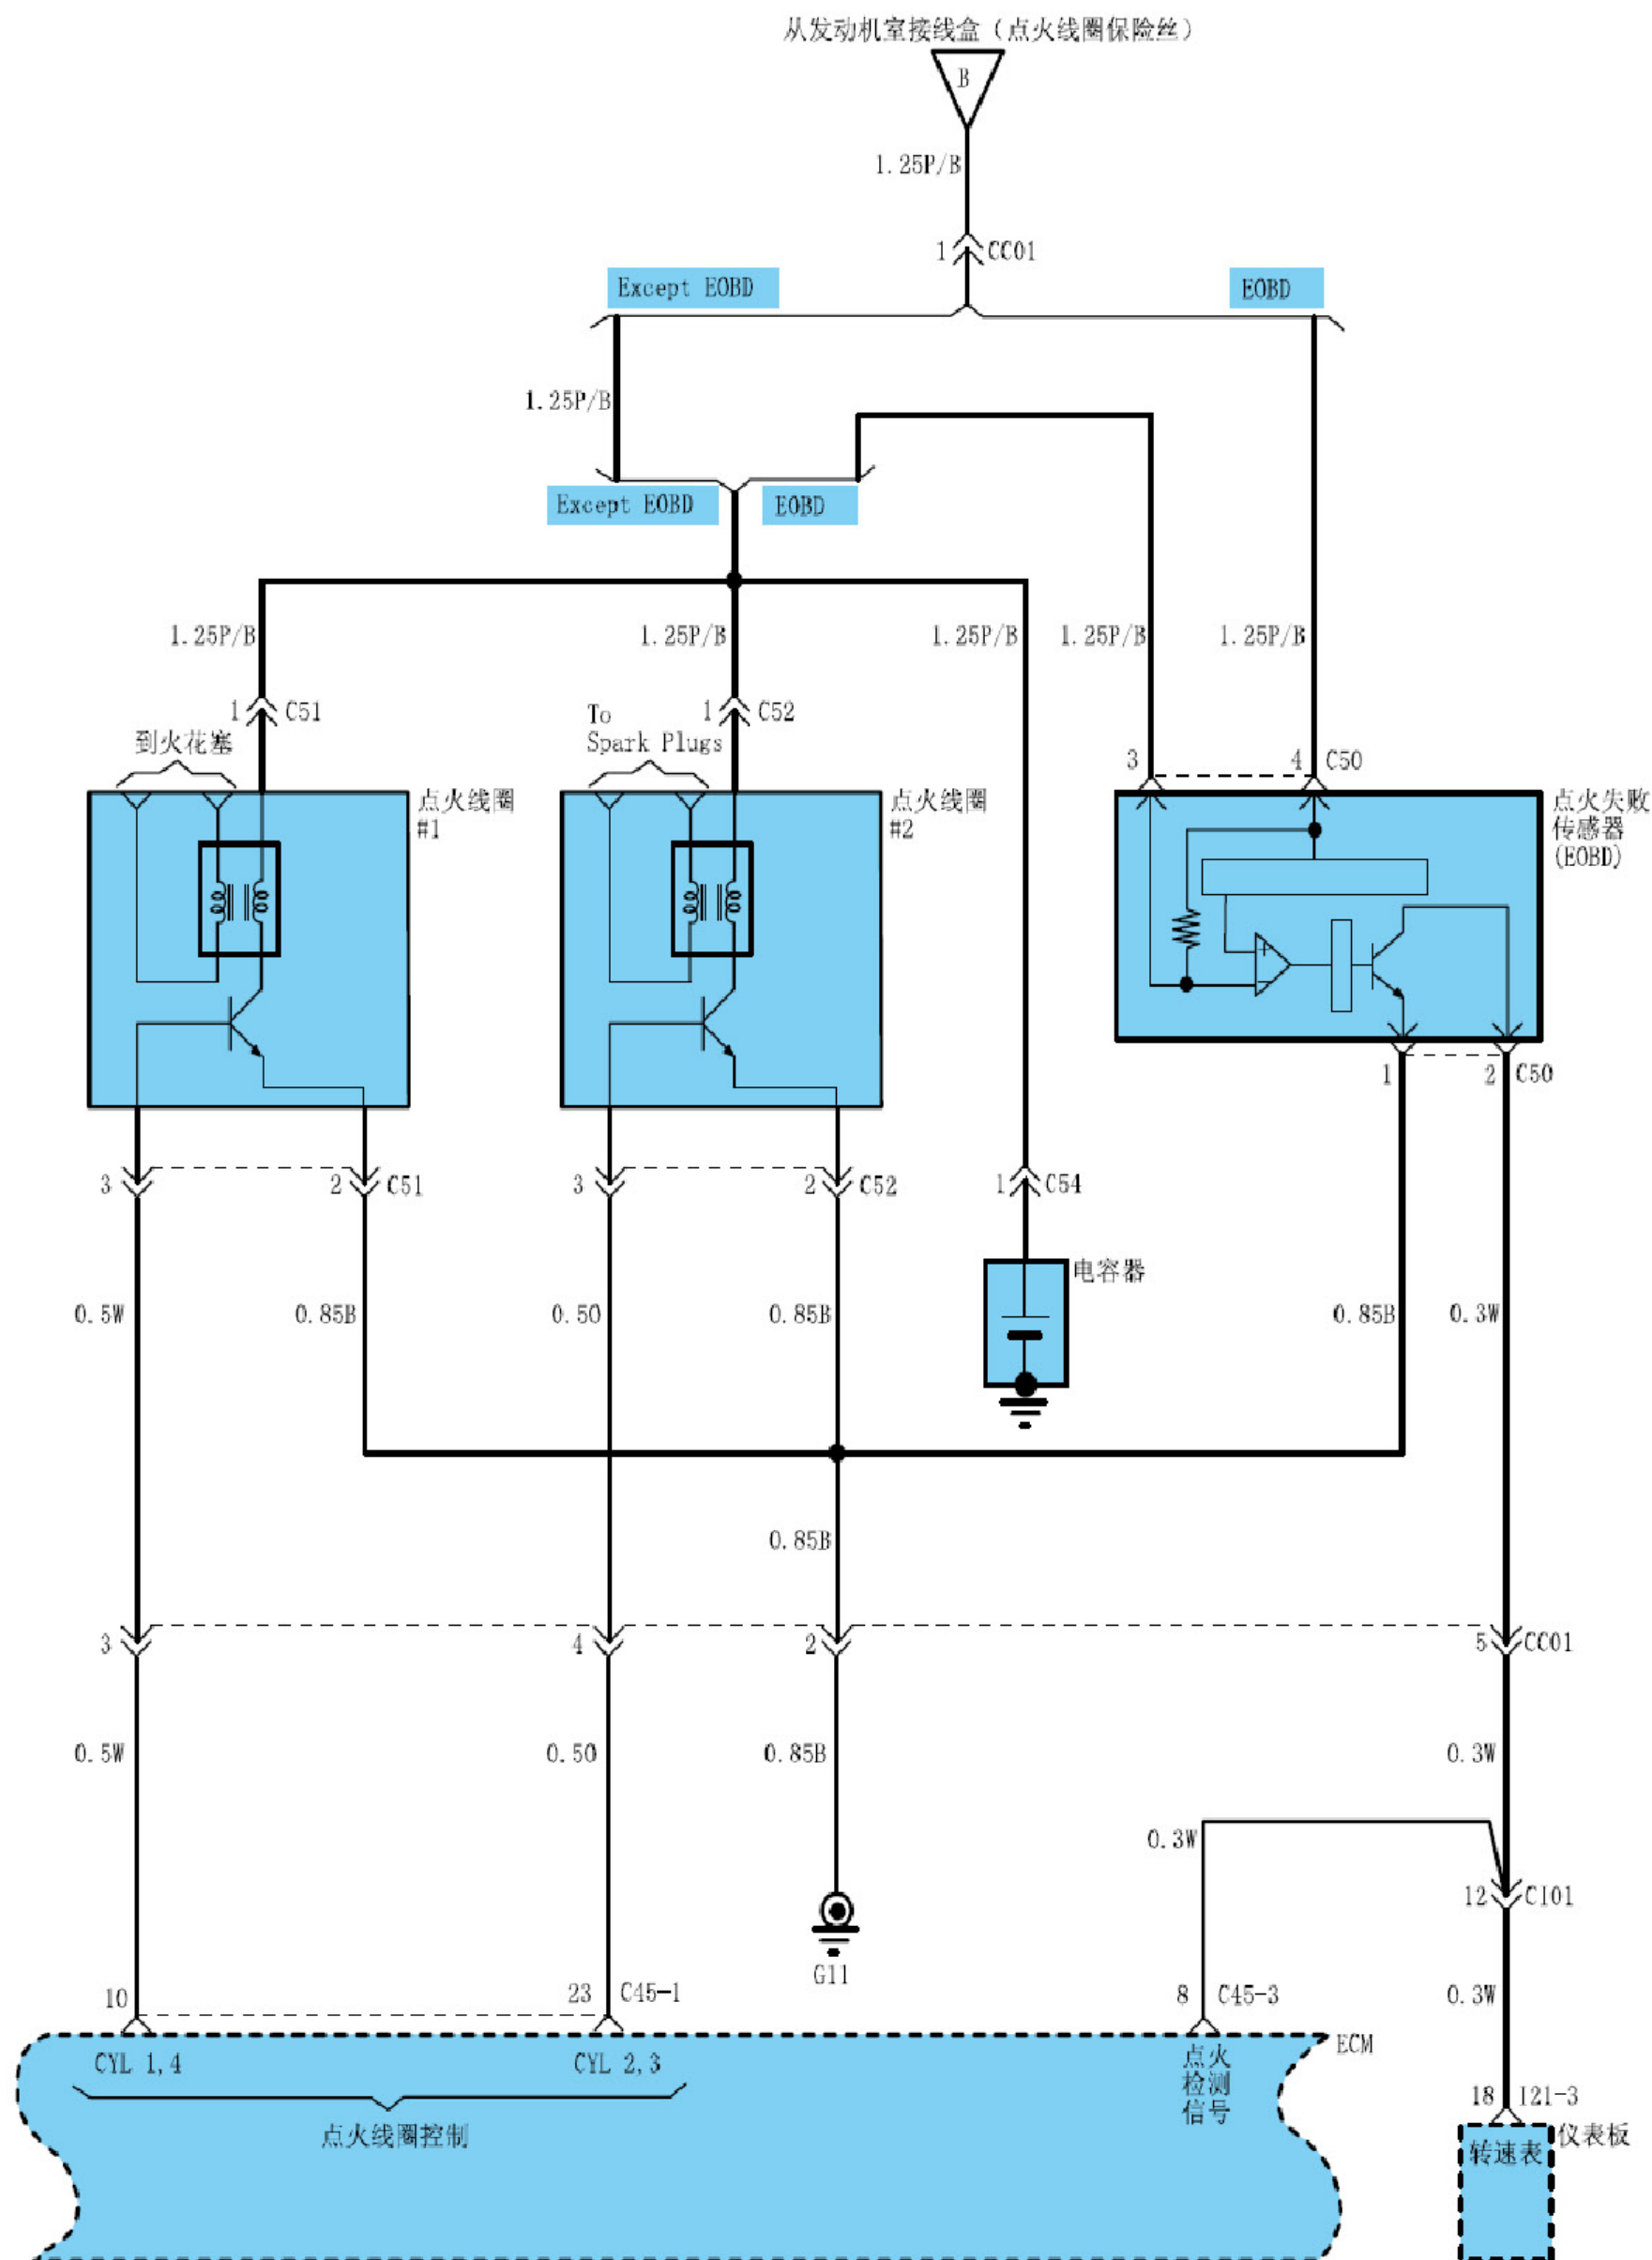 从发动机室接线盒（点火线圈保险丝）
B
1.25P/B
1 CC01
Except EOBD
EOBD
1.25P/B
Except EOBD
EOBD
1.25P/B
1.25P/B
1.25P/B
1.25P/B
1.25P/B
1 C51
To
Spark Plugs
1 C52
到火花塞
3
4 C50
点火线圈
#1
点火线圈
#2
点火失败
传感器
(EOBD)
+
−
1
2 C50
3
2 C51
3
2 C52
1 C54
电容器
0.5W
0.85B
0.5O
0.85B
0.85B
0.3W
0.85B
3
4
2
5 CC01
0.5W
0.5O
0.85B
0.3W
0.3W
12 CI01
G11
10
23 C45-1
8 C45-3
0.3W
ECM
CYL 1,4
CYL 2,3
点火
检测
信号
点火线圈控制
18 I21-3
仪表板
转速表